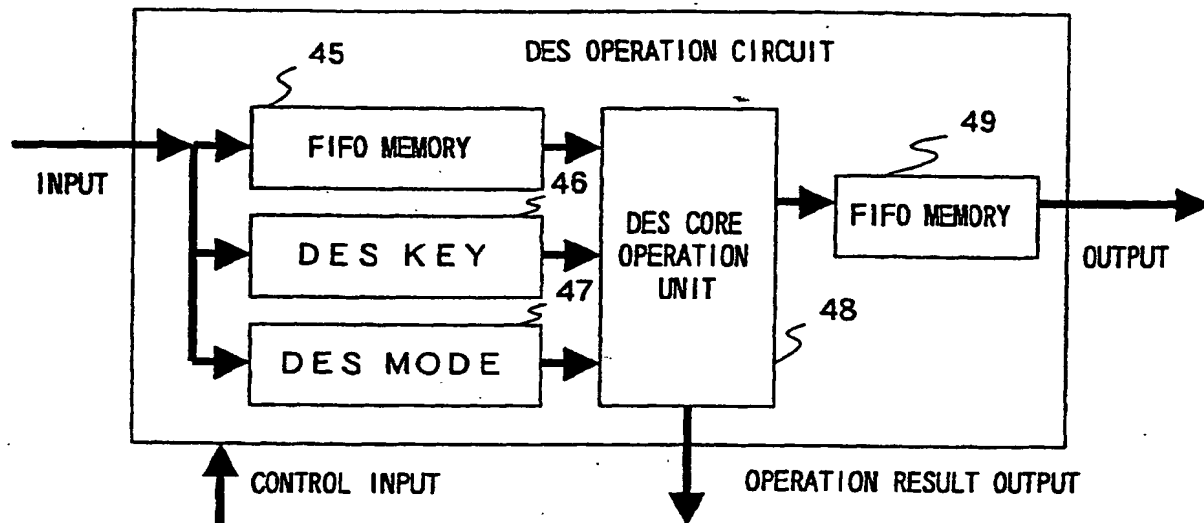 DES OPERATION CIRCUIT
45
FIFO MEMORY
INPUT
46
DES KEY
47
DES MODE
DES CORE
OPERATION
UNIT
48
49
FIFO MEMORY
OUTPUT
CONTROL INPUT
OPERATION RESULT OUTPUT